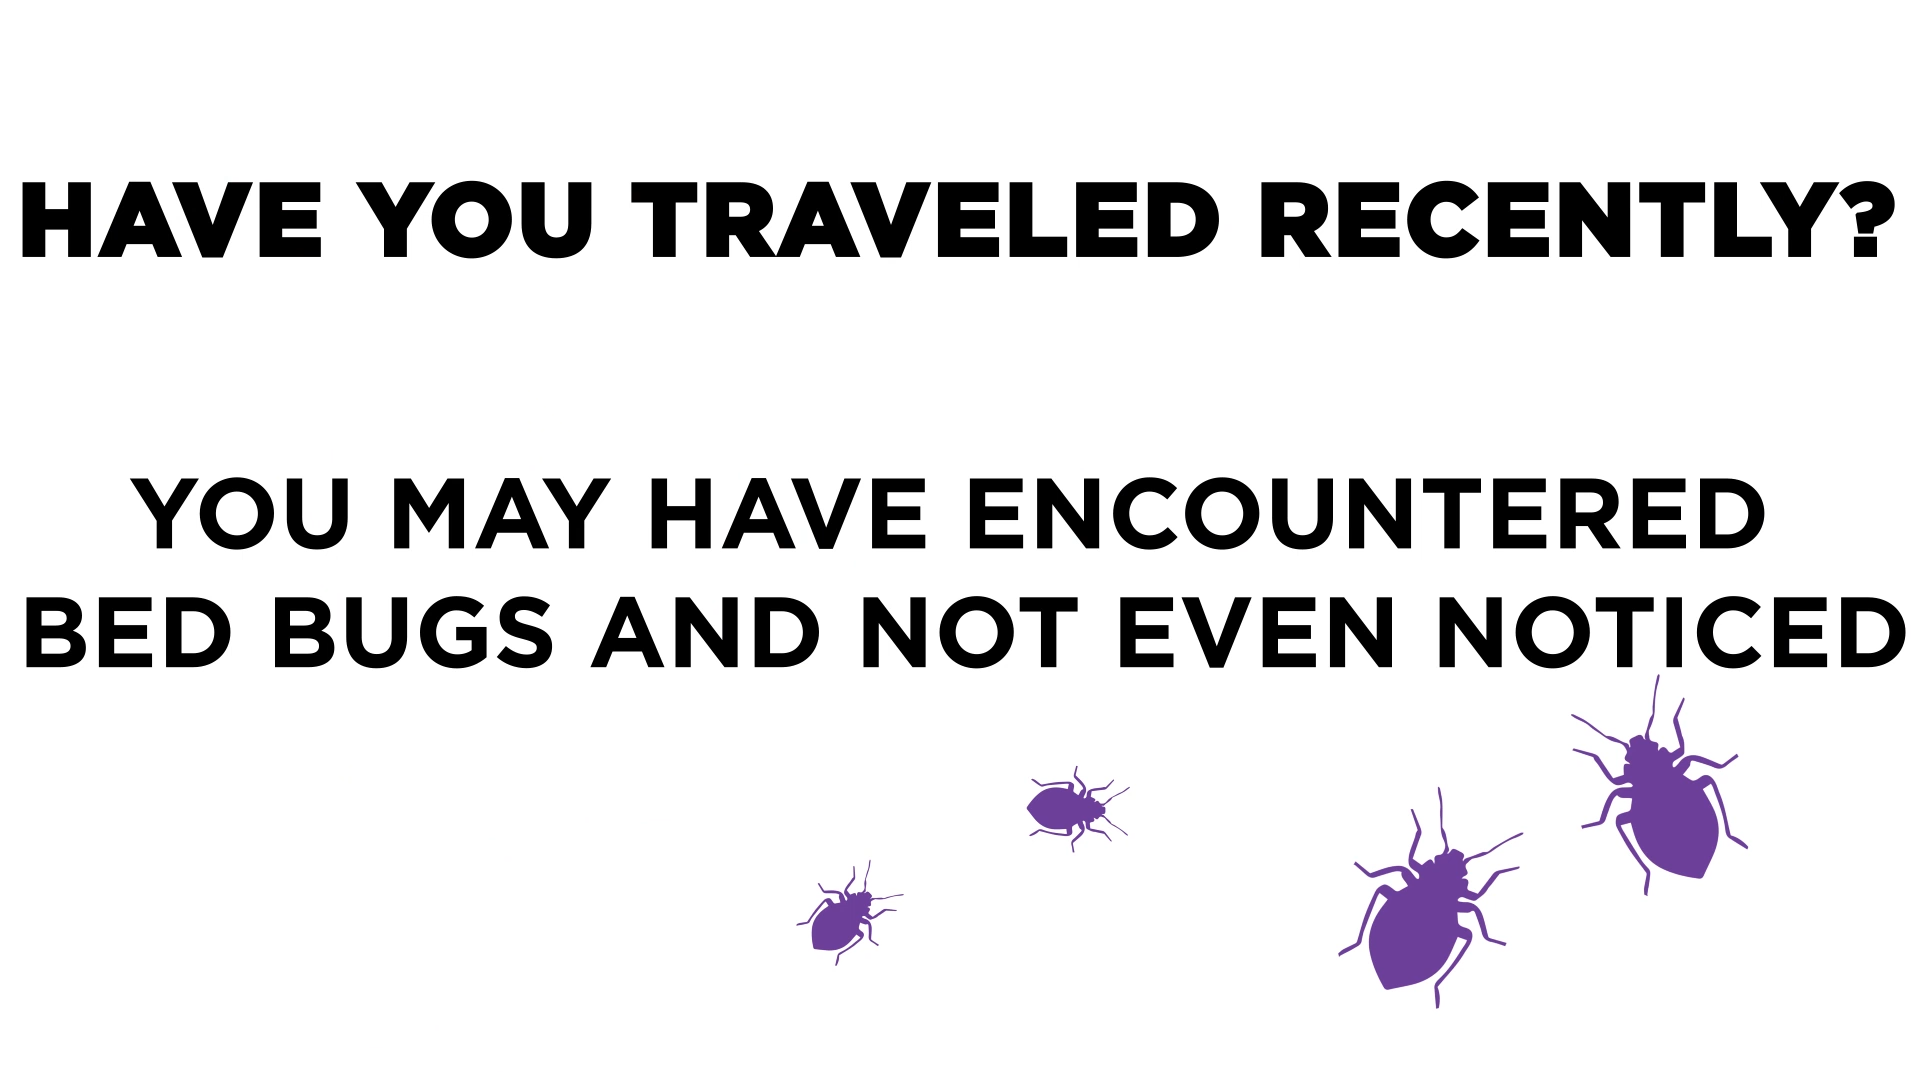 HAVE YOU TRAVELED RECENTLY?
YOU MAY HAVE ENCOUNTERED
BED BUGS AND NOT EVEN NOTICED